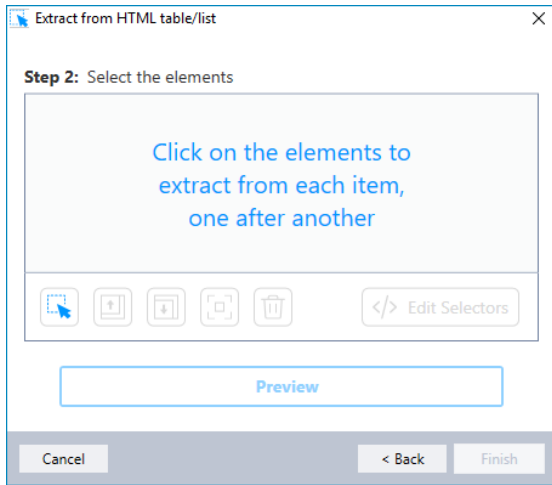 Extract from HTML table/list
Step 2: Select the elements
Click on the elements to
extract from each item,
one after another
</> Edit Selectors
Preview
Cancel
< Back
Finish